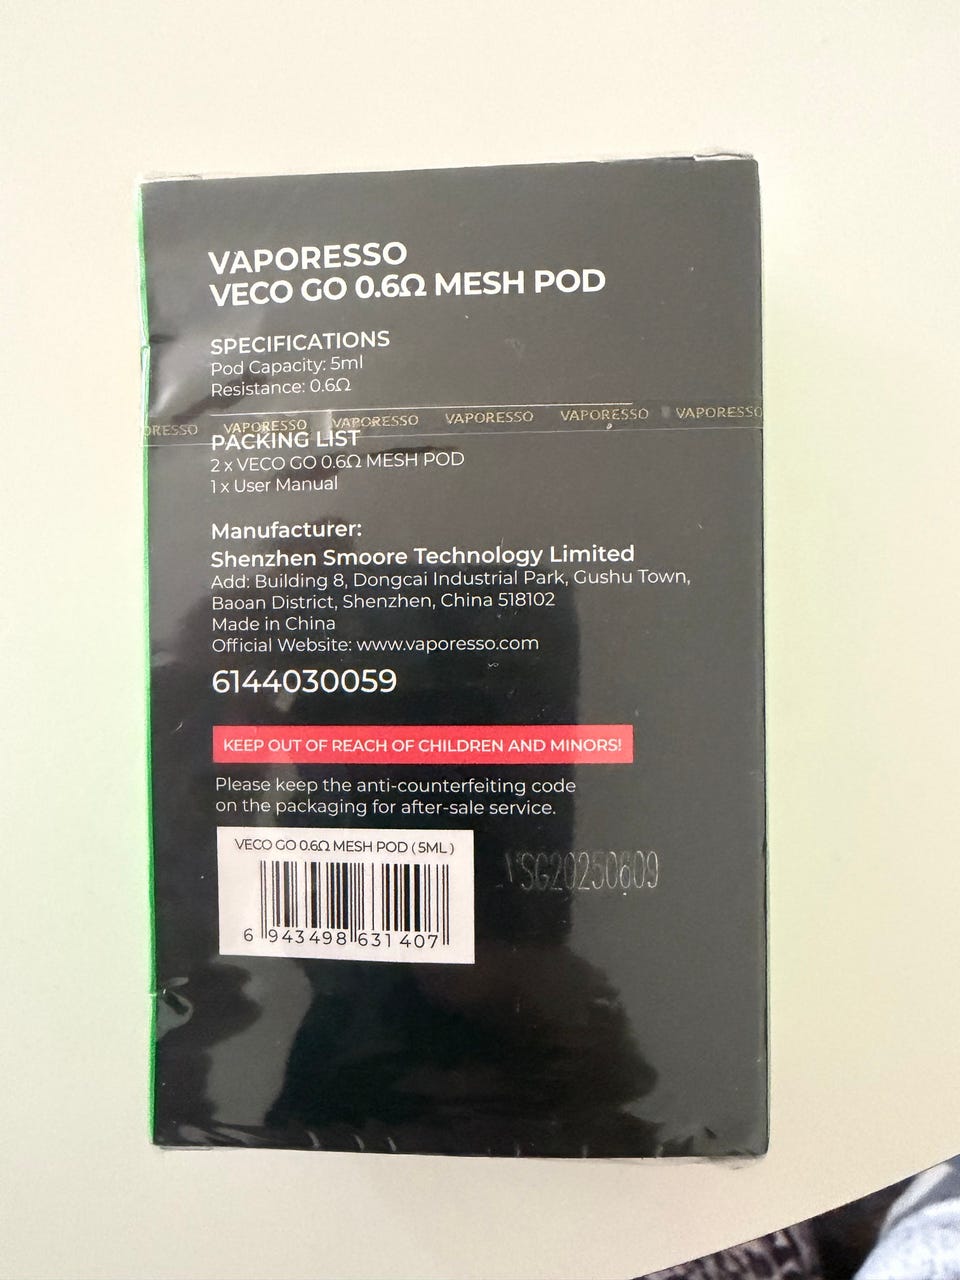 VAPORESSO
VECO GO 0.6Ω MESH POD
SPECIFICATIONS
Pod Capacity: 5ml
Resistance: 0.6Ω
ORESSO VAPORESSO VAPORESSO VAPORESSO VAPORESSO VAPORESSO
PACKING LIST
2 x VECO GO 0.6Ω MESH POD
1 x User Manual
Manufacturer:
Shenzhen Smoore Technology Limited
Add: Building 8, Dongcai Industrial Park, Gushu Town,
Baoan District, Shenzhen, China 518102
Made in China
Official Website: www.vaporesso.com
6144030059
KEEP OUT OF REACH OF CHILDREN AND MINORS!
Please keep the anti-counterfeiting code
on the packaging for after-sale service.
VECO GO 0.6Ω MESH POD ( 5ML )
6 943498 631407